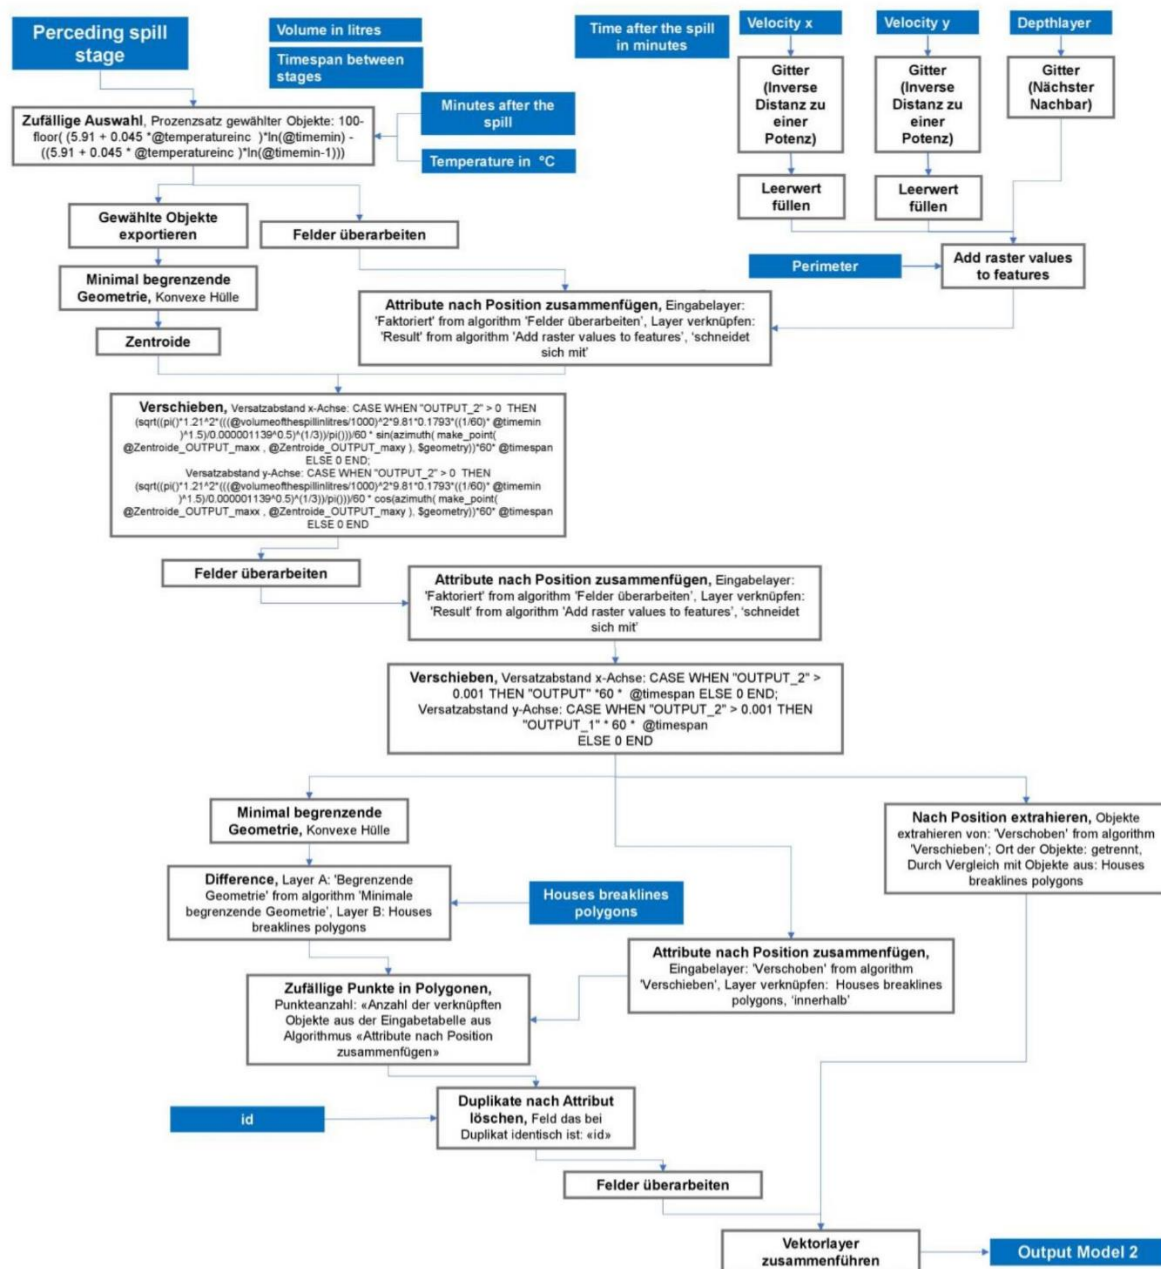 Perceding spill
stage
Volume in litres
Timespan between
stages
Time after the spill
in minutes
Velocity x
Velocity y
Depthlayer
Minutes after the
spill
Temperature in °C
Zufällige Auswahl, Prozenzsatz gewählter Objekte: 100-
floor( (5.91 + 0.045 *@temperatureinc )*ln(@timemin) -
((5.91 + 0.045 * @temperatureinc )*ln(@timemin-1)))
Gitter
(Inverse
Distanz zu
einer
Potenz)
Gitter
(Inverse
Distanz zu
einer
Potenz)
Gitter
(Nächster
Nachbar)
Leerwert
füllen
Leerwert
füllen
Gewählte Objekte
exportieren
Felder überarbeiten
Perimeter
Add raster values
to features
Minimal begrenzende
Geometrie, Konvexe Hülle
Attribute nach Position zusammenfügen, Eingabelayer:
'Faktoriert' from algorithm 'Felder überarbeiten', Layer verknüpfen:
'Result' from algorithm 'Add raster values to features', 'schneidet
sich mit'
Zentroide
Verschieben, Versatzabstand x-Achse: CASE WHEN "OUTPUT_2" > 0 THEN
(sqrt((pi()*1.21^2*(((@volumeofthespillinlitres/1000)^2*9.81*0.1793*((1/60)* @timemin
)^1.5)/0.000001139^0.5)^(1/3))/pi()))/60 * sin(azimuth( make_point(
@Zentroide_OUTPUT_maxx , @Zentroide_OUTPUT_maxy ), $geometry))*60* @timespan
ELSE 0 END;
Versatzabstand y-Achse: CASE WHEN "OUTPUT_2" > 0 THEN
(sqrt((pi()*1.21^2*(((@volumeofthespillinlitres/1000)^2*9.81*0.1793*((1/60)* @timemin
)^1.5)/0.000001139^0.5)^(1/3))/pi()))/60 * cos(azimuth( make_point(
@Zentroide_OUTPUT_maxx , @Zentroide_OUTPUT_maxy ), $geometry))*60* @timespan
ELSE 0 END
Felder überarbeiten
Attribute nach Position zusammenfügen, Eingabelayer:
'Faktoriert' from algorithm 'Felder überarbeiten', Layer verknüpfen:
'Result' from algorithm 'Add raster values to features', 'schneidet
sich mit'
Verschieben, Versatzabstand x-Achse: CASE WHEN "OUTPUT_2" >
0.001 THEN "OUTPUT" *60 * @timespan ELSE 0 END;
Versatzabstand y-Achse: CASE WHEN "OUTPUT_2" > 0.001 THEN
"OUTPUT_1" * 60 * @timespan
ELSE 0 END
Minimal begrenzende
Geometrie, Konvexe Hülle
Nach Position extrahieren, Objekte
extrahieren von: 'Verschoben' from algorithm
'Verschieben'; Ort der Objekte: getrennt,
Durch Vergleich mit Objekte aus: Houses
breaklines polygons
Difference, Layer A: 'Begrenzende
Geometrie' from algorithm 'Minimale
begrenzende Geometrie', Layer B: Houses
breaklines polygons
Houses breaklines
polygons
Attribute nach Position zusammenfügen,
Eingabelayer: 'Verschoben' from algorithm
'Verschieben', Layer verknüpfen: Houses breaklines
polygons, 'innerhalb'
Zufällige Punkte in Polygonen,
Punkteanzahl: «Anzahl der verknüpften
Objekte aus der Eingabetabelle aus
Algorithmus «Attribute nach Position
zusammenfügen»
id
Duplikate nach Attribut
löschen, Feld das bei
Duplikat identisch ist: «id»
Felder überarbeiten
Vektorlayer
zusammenführen
Output Model 2